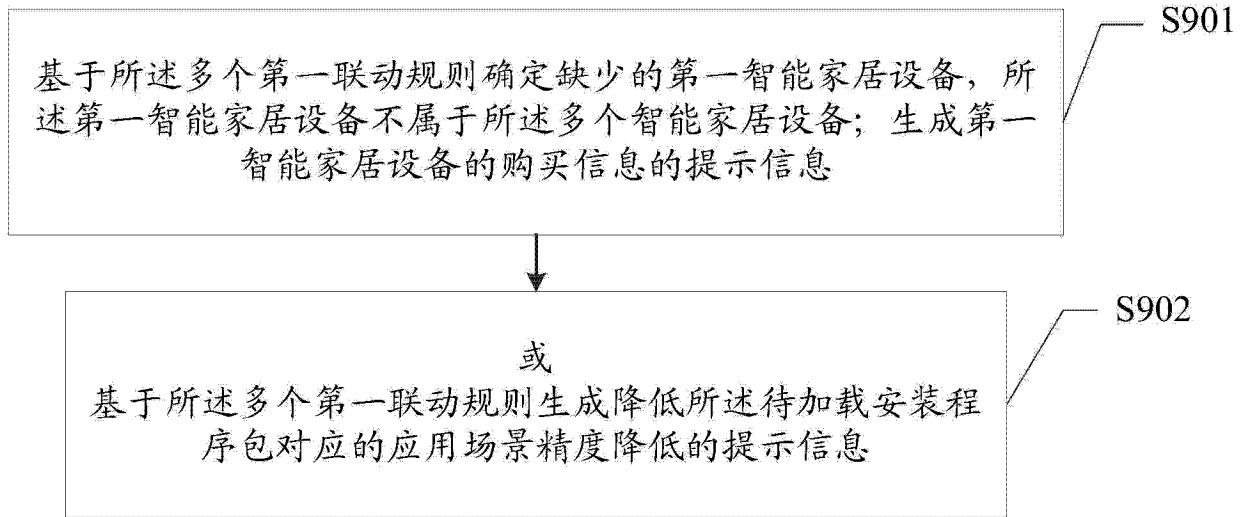 S901
基于所述多个第一联动规则确定缺少的第一智能家居设备，所
述第一智能家居设备不属于所述多个智能家居设备；生成第一
智能家居设备的购买信息的提示信息
S902
或
基于所述多个第一联动规则生成降低所述待加载安装程
序包对应的应用场景精度降低的提示信息